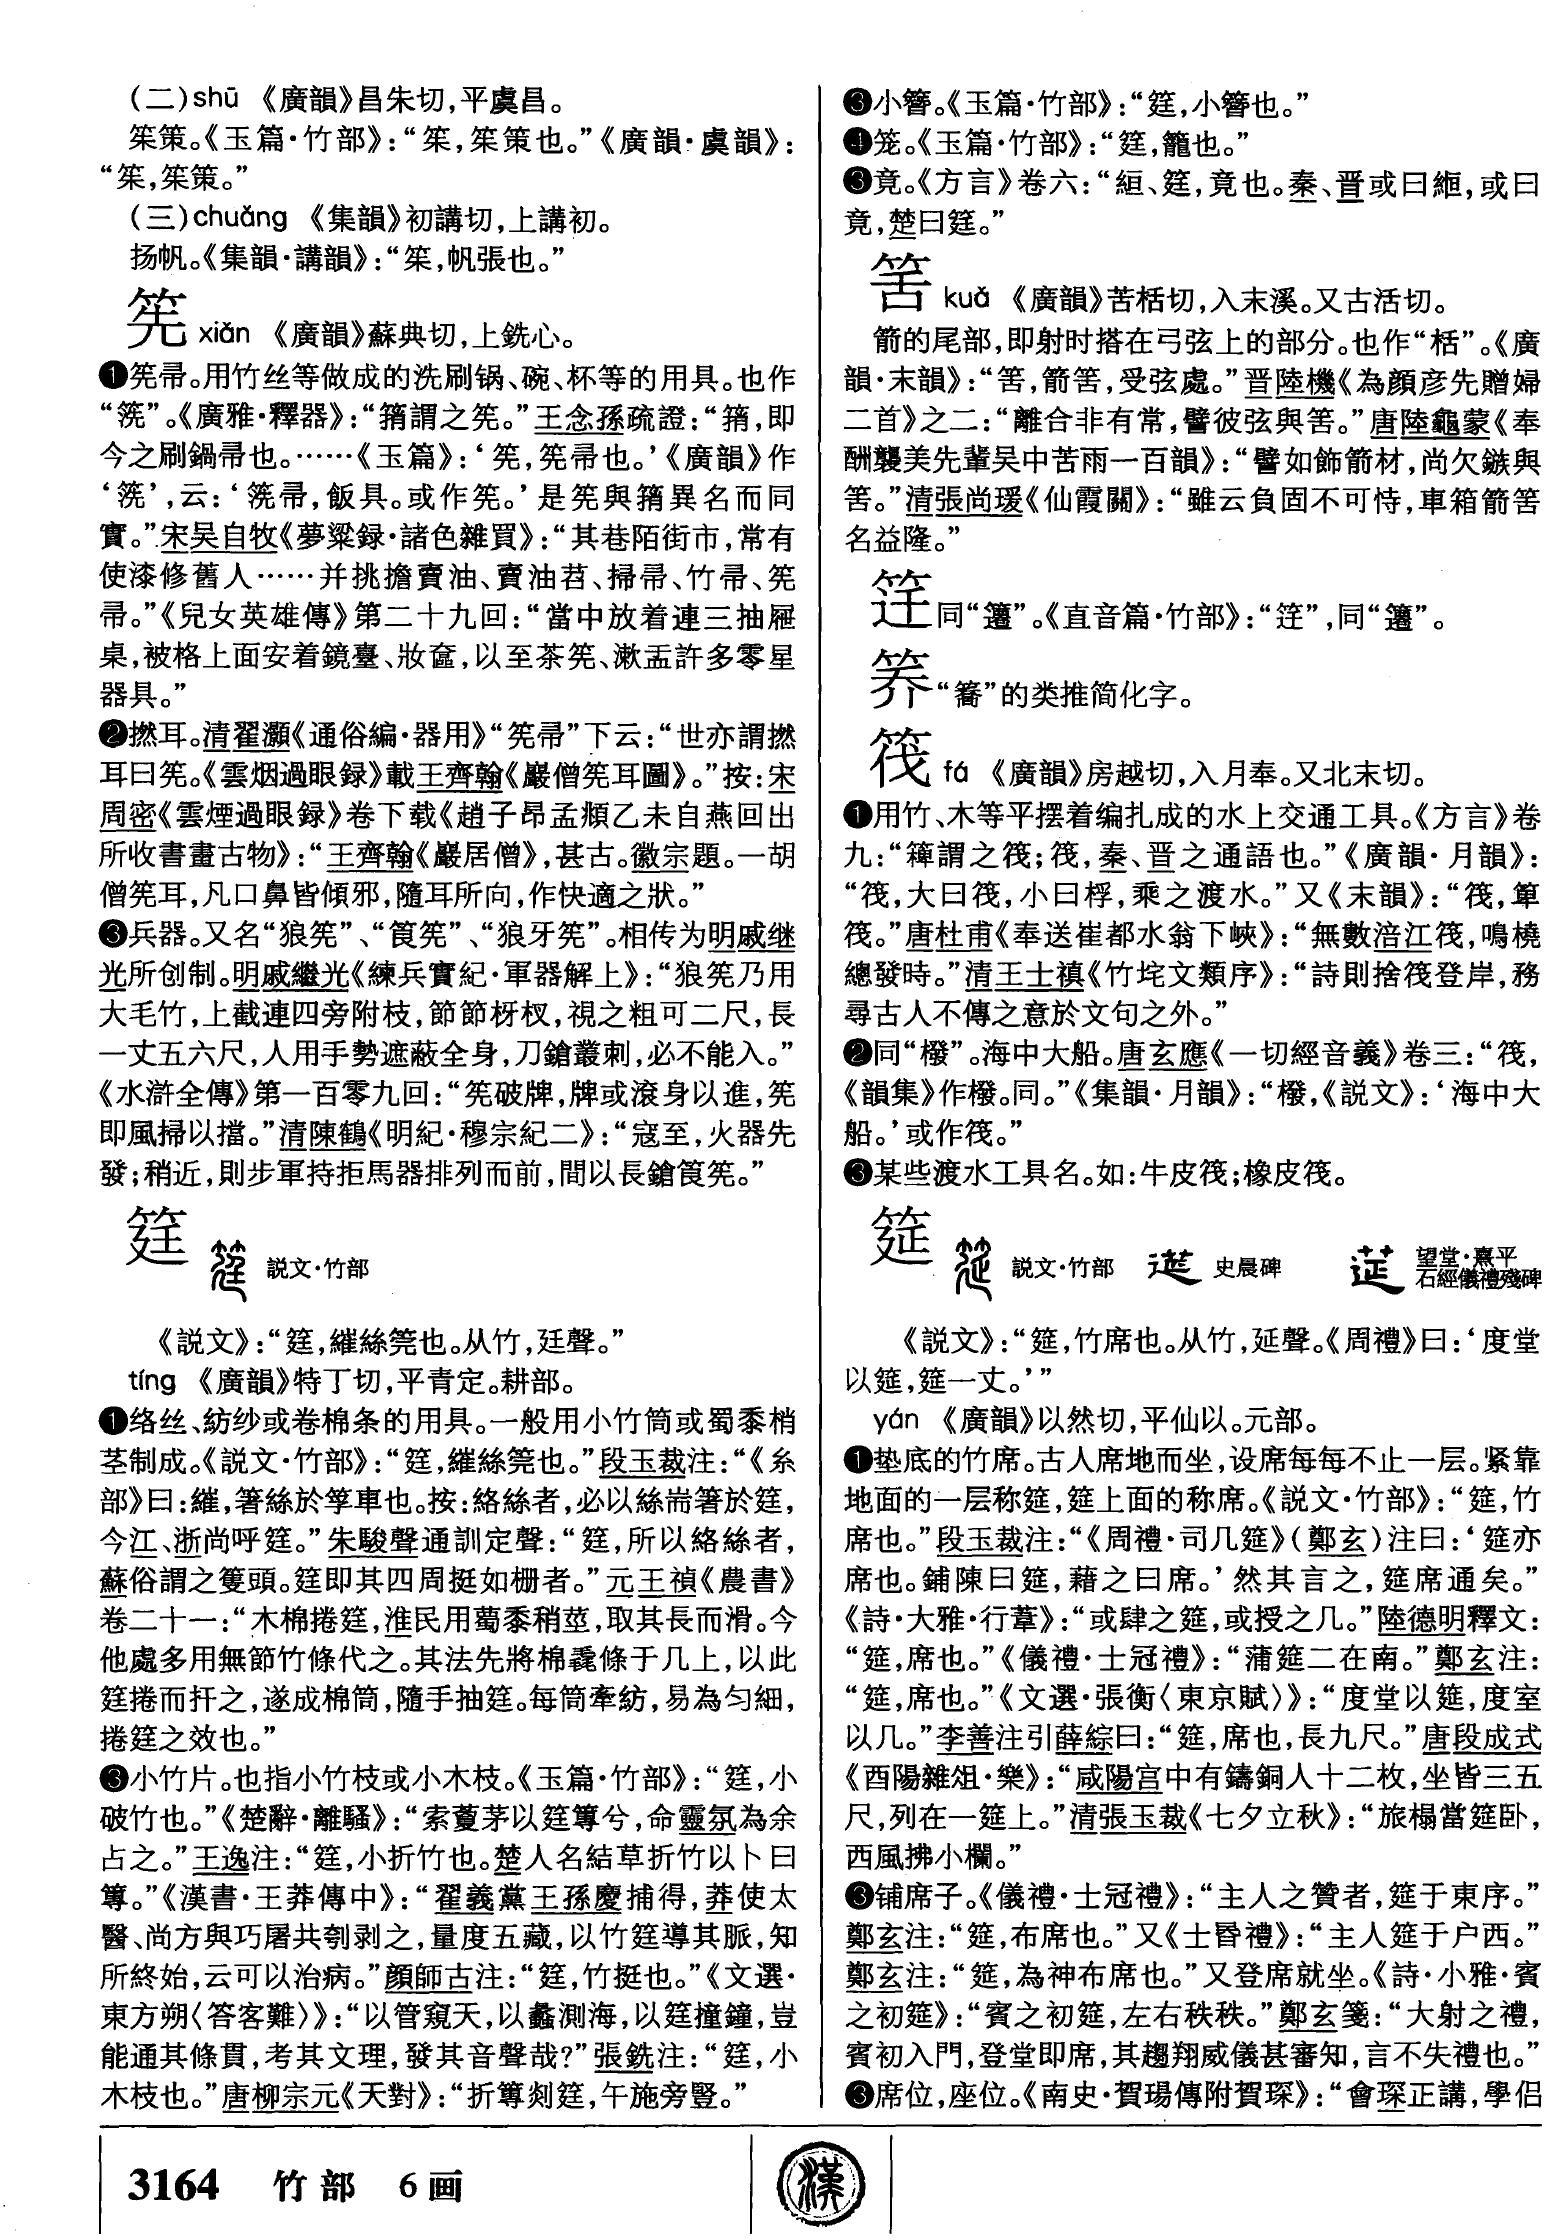 (二)shū 《廣韻》昌朱切,平虞昌。
笨策。《玉篇·竹部》:“笨,笨策也。”《廣韻·虞韻》:
“笨,笨策。”
(三)chuǎng 《集韻》初講切,上講初。
扬帆。《集韻·講韻》:“笨,帆張也。”
筅 xiǎn 《廣韻》蘇典切,上銑心。
❶筅帚。用竹丝等做成的洗刷锅、碗、杯等的用具。也作
“箲”。《廣雅·釋器》:“䈰謂之筅。”王念孫疏證:“䈰,即
今之刷鍋帚也。……《玉篇》:‘筅,筅帚也。’《廣韻》作
‘箲’,云:‘箲帚,飯具。或作筅。’是筅與䈰異名而同
實。”宋吴自牧《夢粱録·諸色雜買》:“其巷陌街市,常有
使漆修舊人……并挑擔賣油、賣油苕、掃帚、竹帚、筅
帚。”《兒女英雄傳》第二十九回:“當中放着連三抽屜
桌,被格上面安着鏡臺、妝奩,以至茶筅、漱盂許多零星
器具。”
❷撚耳。清翟灝《通俗編·器用》“筅帚”下云:“世亦謂撚
耳曰筅。《雲烟過眼録》載王齊翰《巖僧筅耳圖》。”按:宋
周密《雲煙過眼録》卷下载《趙子昂孟頫乙未自燕回出
所收書畫古物》:“王齊翰《巖居僧》,甚古。徽宗題。一胡
僧筅耳,凡口鼻皆傾邪,隨耳所向,作快適之狀。”
❸兵器。又名“狼筅”、“筤筅”、“狼牙筅”。相传为明戚继
光所创制。明戚繼光《練兵實紀·軍器解上》:“狼筅乃用
大毛竹,上截連四旁附枝,節節枒杈,視之粗可二尺,長
一丈五六尺,人用手勢遮蔽全身,刀鎗叢刺,必不能入。”
《水滸全傳》第一百零九回:“筅破牌,牌或滾身以進,筅
即風掃以擋。”清陳鶴《明紀·穆宗紀二》:“寇至,火器先
發;稍近,則步軍持拒馬器排列而前,間以長鎗筤筅。”
筳 説文·竹部
《説文》:“筳,繀絲筦也。从竹,廷聲。”
tíng 《廣韻》特丁切,平青定。耕部。
❶络丝、紡纱或卷棉条的用具。一般用小竹筒或蜀黍梢
茎制成。《説文·竹部》:“筳,繀絲筦也。”段玉裁注:“《糸
部》曰:繀,箸絲於筟車也。按:絡絲者,必以絲耑箸於筳,
今江、浙尚呼筳。”朱駿聲通訓定聲:“筳,所以絡絲者,
蘇俗謂之籰頭。筳即其四周挺如栅者。”元王禎《農書》
卷二十一:“木棉捲筳,淮民用蜀黍稍莖,取其長而滑。今
他處多用無節竹條代之。其法先將棉毳條于几上,以此
筳捲而扞之,遂成棉筒,隨手抽筳。每筒牽紡,易為匀細,
捲筳之效也。”
❸小竹片。也指小竹枝或小木枝。《玉篇·竹部》:“筳,小
破竹也。”《楚辭·離騷》:“索藑茅以筳篿兮,命靈氛為余
占之。”王逸注:“筳,小折竹也。楚人名結草折竹以卜曰
篿。”《漢書·王莽傳中》:“翟義黨王孫慶捕得,莽使太
醫、尚方與巧屠共刳剥之,量度五藏,以竹筳導其脈,知
所終始,云可以治病。”顔師古注:“筳,竹挺也。”《文選·
東方朔〈答客難〉》:“以管窺天,以蠡測海,以筳撞鐘,豈
能通其條貫,考其文理,發其音聲哉?”張銑注:“筳,小
木枝也。”唐柳宗元《天對》:“折篿剡筳,午施旁豎。”
❸小簪。《玉篇·竹部》:“筳,小簪也。”
❹笼。《玉篇·竹部》:“筳,籠也。”
❸竟。《方言》卷六:“絙、筳,竟也。秦、晋或曰緪,或曰
竟,楚曰筳。”
筈 kuǎ 《廣韻》苦栝切,入末溪。又古活切。
箭的尾部,即射时搭在弓弦上的部分。也作“栝”。《廣
韻·末韻》:“筈,箭筈,受弦處。”晋陸機《為顔彦先贈婦
二首》之二:“離合非有常,譬彼弦與筈。”唐陸龜蒙《奉
酬襲美先輩吴中苦雨一百韻》:“譬如飾箭材,尚欠鏃與
筈。”清張尚瑗《仙霞關》:“雖云負固不可恃,車箱箭筈
名益隆。”
䇯同“籩”。《直音篇·竹部》:“䇯”,同“籩”。
筞“簥”的类推简化字。
筏 fá 《廣韻》房越切,入月奉。又北末切。
❶用竹、木等平摆着编扎成的水上交通工具。《方言》卷
九:“簰謂之筏;筏,秦、晋之通語也。”《廣韻·月韻》:
“筏,大曰筏,小曰桴,乘之渡水。”又《末韻》:“筏,箄
筏。”唐杜甫《奉送崔都水翁下峽》:“無數涪江筏,鳴橈
總發時。”清王士禛《竹垞文類序》:“詩則捨筏登岸,務
尋古人不傳之意於文句之外。”
❷同“橃”。海中大船。唐玄應《一切經音義》卷三:“筏,
《韻集》作橃。同。”《集韻·月韻》:“橃,《説文》:‘海中大
船。’或作筏。”
❸某些渡水工具名。如:牛皮筏;橡皮筏。
筵 説文·竹部 史晨碑 望堂·熹平
石經儀禮殘碑
《説文》:“筵,竹席也。从竹,延聲。《周禮》曰:‘度堂
以筵,筵一丈。’”
yán 《廣韻》以然切,平仙以。元部。
❶垫底的竹席。古人席地而坐,设席每每不止一层。紧靠
地面的一层称筵,筵上面的称席。《説文·竹部》:“筵,竹
席也。”段玉裁注:“《周禮·司几筵》(鄭玄)注曰:‘筵亦
席也。鋪陳曰筵,藉之曰席。’然其言之,筵席通矣。”
《詩·大雅·行葦》:“或肆之筵,或授之几。”陸德明釋文:
“筵,席也。”《儀禮·士冠禮》:“蒲筵二在南。”鄭玄注:
“筵,席也。”《文選·張衡〈東京賦〉》:“度堂以筵,度室
以几。”李善注引薛綜曰:“筵,席也,長九尺。”唐段成式
《酉陽雜俎·樂》:“咸陽宫中有鑄銅人十二枚,坐皆三五
尺,列在一筵上。”清張玉裁《七夕立秋》:“旅榻當筵卧,
西風拂小欄。”
❸铺席子。《儀禮·士冠禮》:“主人之贊者,筵于東序。”
鄭玄注:“筵,布席也。”又《士昏禮》:“主人筵于户西。”
鄭玄注:“筵,為神布席也。”又登席就坐。《詩·小雅·賓
之初筵》:“賓之初筵,左右秩秩。”鄭玄箋:“大射之禮,
賓初入門,登堂即席,其趨翔威儀甚審知,言不失禮也。”
❸席位,座位。《南史·賀瑒傳附賀琛》:“會琛正講,學侣
3164 竹部 6画
漢